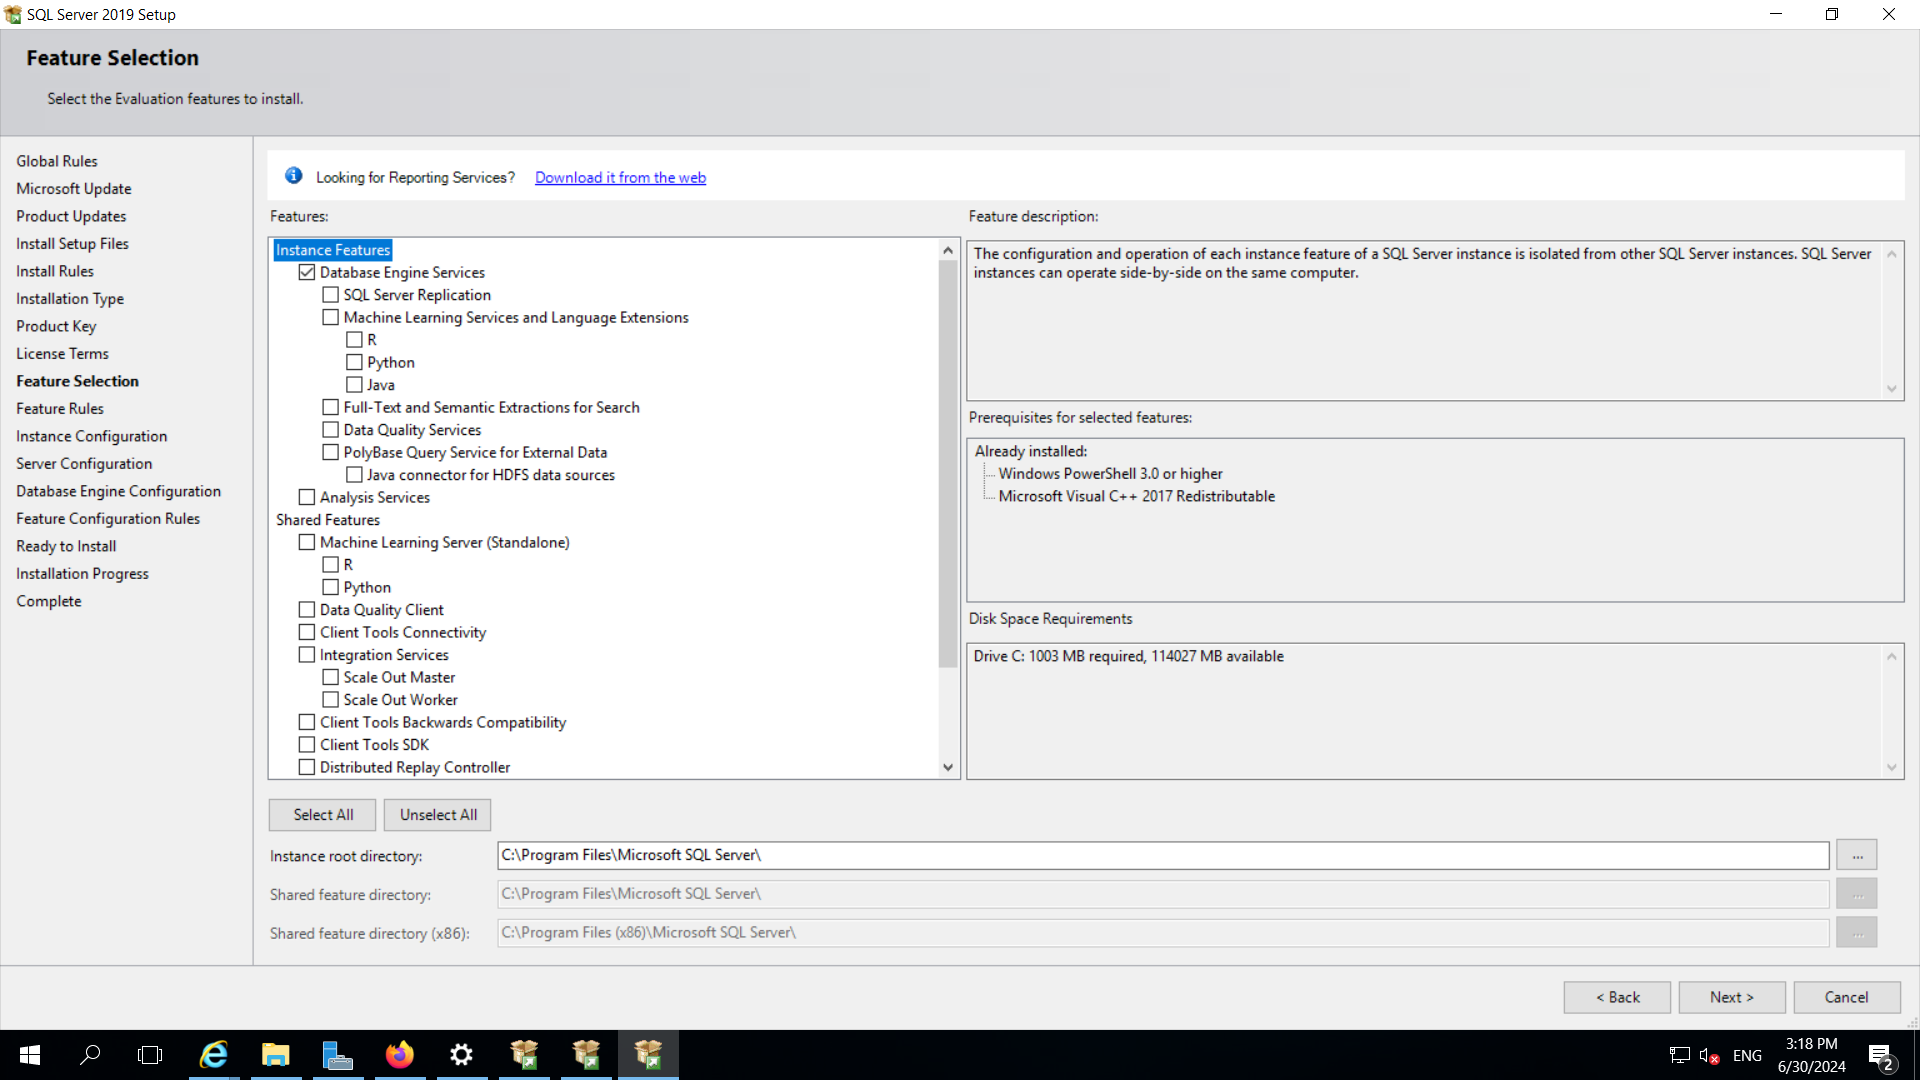 SQL Server 2019 Setup
Feature Selection
Select the Evaluation features to install.
Global Rules
Microsoft Update
Product Updates
Install Setup Files
Install Rules
Installation Type
Product Key
License Terms
Feature Selection
Feature Rules
Instance Configuration
Server Configuration
Database Engine Configuration
Feature Configuration Rules
Ready to Install
Installation Progress
Complete
Looking for Reporting Services? Download it from the web
Features:
Instance Features
Database Engine Services
SQL Server Replication
Machine Learning Services and Language Extensions
R
Python
Java
Full-Text and Semantic Extractions for Search
Data Quality Services
PolyBase Query Service for External Data
Java connector for HDFS data sources
Analysis Services
Shared Features
Machine Learning Server (Standalone)
R
Python
Data Quality Client
Client Tools Connectivity
Integration Services
Scale Out Master
Scale Out Worker
Client Tools Backwards Compatibility
Client Tools SDK
Distributed Replay Controller
Feature description:
The configuration and operation of each instance feature of a SQL Server instance is isolated from other SQL Server instances. SQL Server
instances can operate side-by-side on the same computer.
Prerequisites for selected features:
Already installed:
Windows PowerShell 3.0 or higher
Microsoft Visual C++ 2017 Redistributable
Disk Space Requirements
Drive C: 1003 MB required, 114027 MB available
Select All Unselect All
Instance root directory: C:\Program Files\Microsoft SQL Server\ ...
Shared feature directory: C:\Program Files\Microsoft SQL Server\ ...
Shared feature directory (x86): C:\Program Files (x86)\Microsoft SQL Server\ ...
< Back Next > Cancel
ENG
3:18 PM
6/30/2024
2